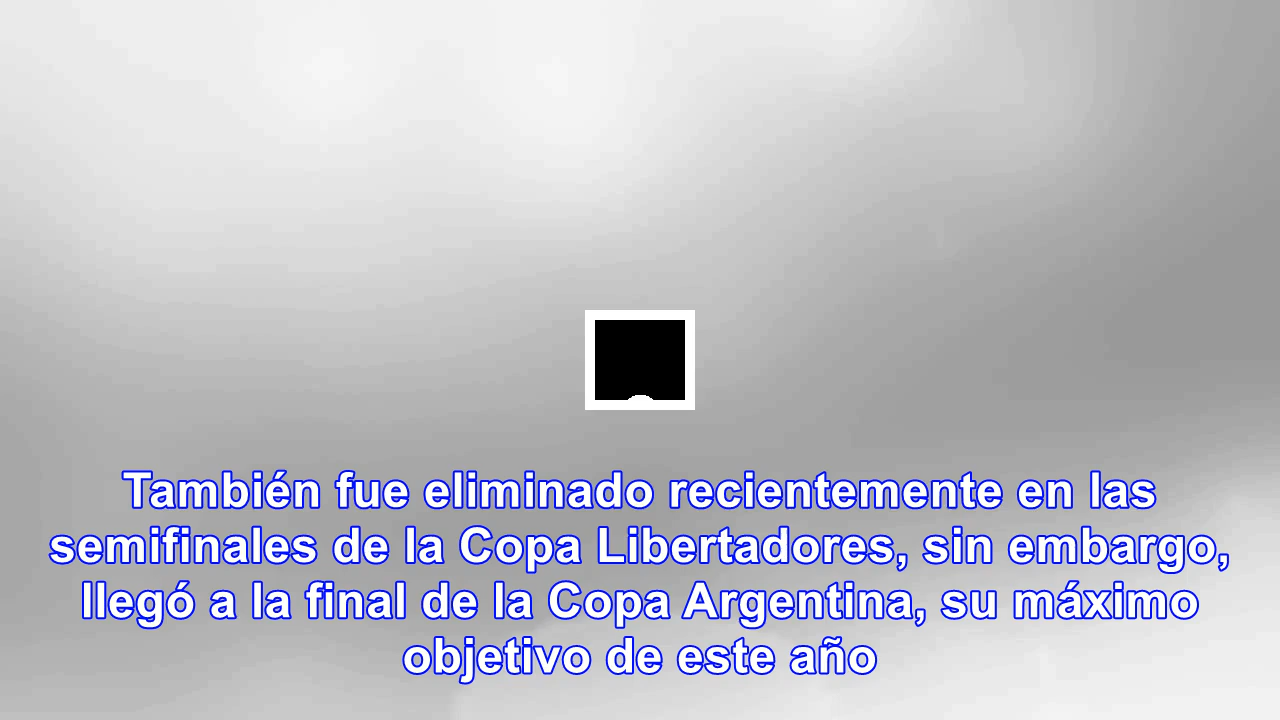 También fue eliminado recientemente en las
semifinales de la Copa Libertadores, sin embargo,
llegó a la final de la Copa Argentina, su máximo
objetivo de este año